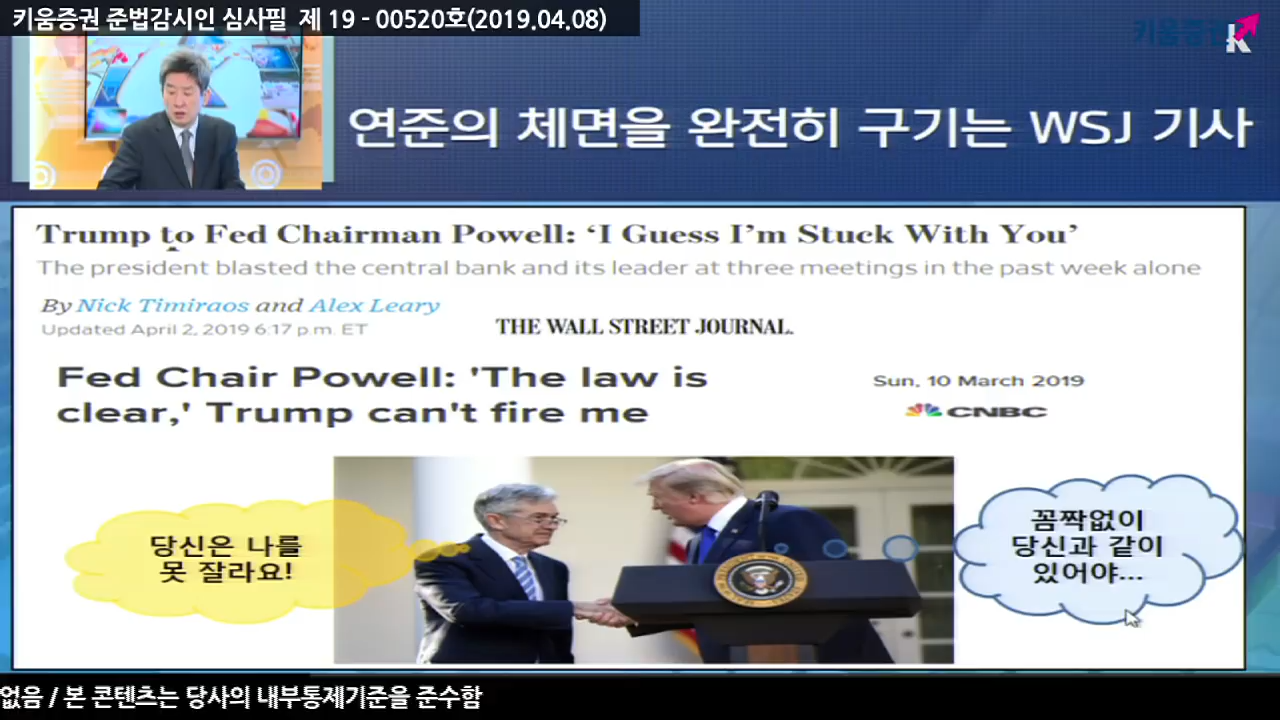 키움증권 준법감시인 심사필 제 19 - 00520호(2019.04.08)
키움증권
연준의 체면을 완전히 구기는 WSJ 기사
Trump to Fed Chairman Powell: ‘I Guess I’m Stuck With You’
The president blasted the central bank and its leader at three meetings in the past week alone
By Nick Timiraos and Alex Leary
Updated April 2, 2019 6:17 p.m. ET
THE WALL STREET JOURNAL.
Fed Chair Powell: 'The law is
clear,' Trump can't fire me
Sun, 10 March 2019
CNBC
당신은 나를
못 잘라요!
꼼짝없이
당신과 같이
있어야...
없음 / 본 콘텐츠는 당사의 내부통제기준을 준수함